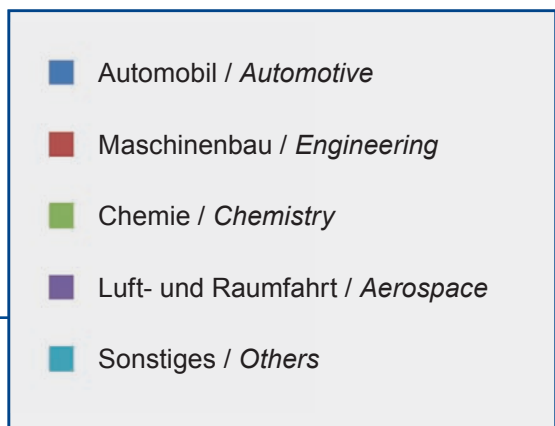 Automobil / Automotive
Maschinenbau / Engineering
Chemie / Chemistry
Luft- und Raumfahrt / Aerospace
Sonstiges / Others